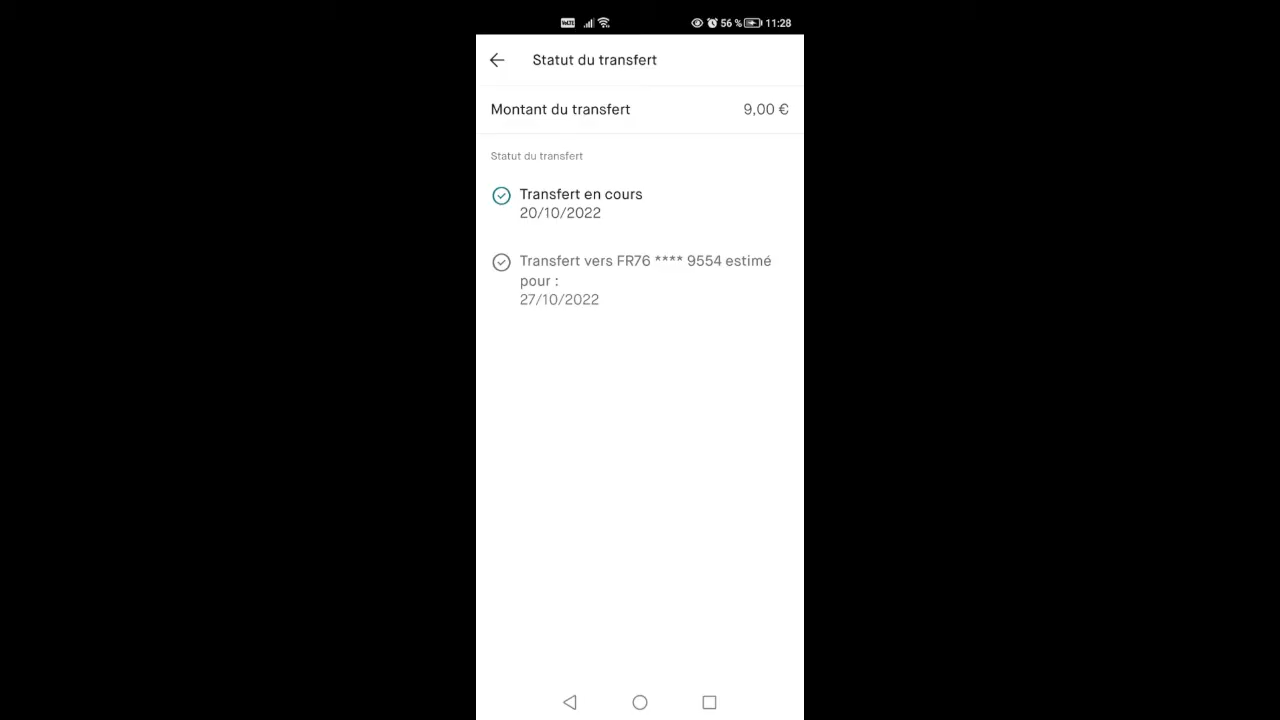 VoLTE 56 % 11:28
Statut du transfert
Montant du transfert 9,00 €
Statut du transfert
Transfert en cours
20/10/2022
Transfert vers FR76 **** 9554 estimé
pour :
27/10/2022